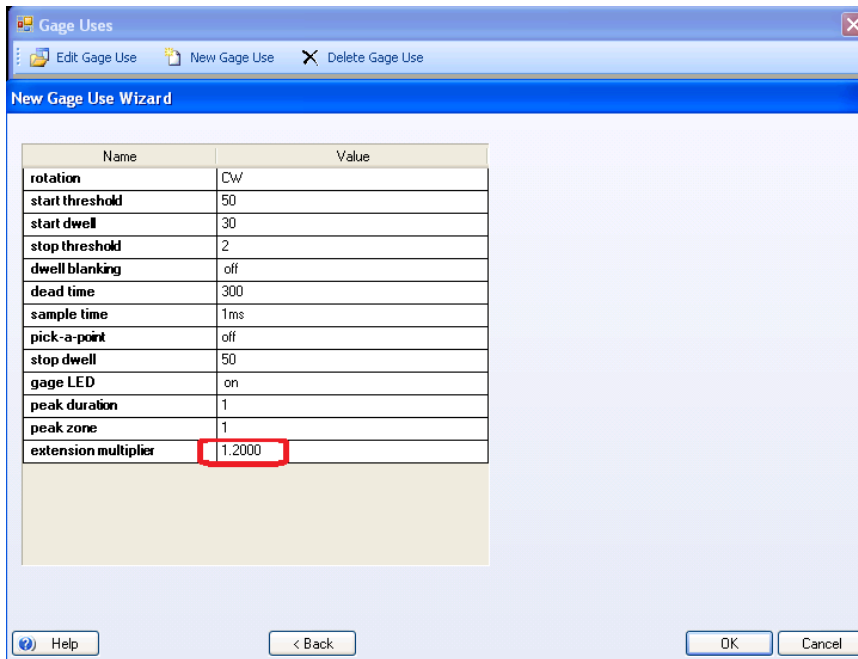 Gage Uses
Edit Gage Use New Gage Use Delete Gage Use
New Gage Use Wizard
Name Value
rotation CW
start threshold 50
start dwell 30
stop threshold 2
dwell blanking off
dead time 300
sample time 1ms
pick-a-point off
stop dwell 50
gage LED on
peak duration 1
peak zone 1
extension multiplier 1.2000
Help < Back OK Cancel